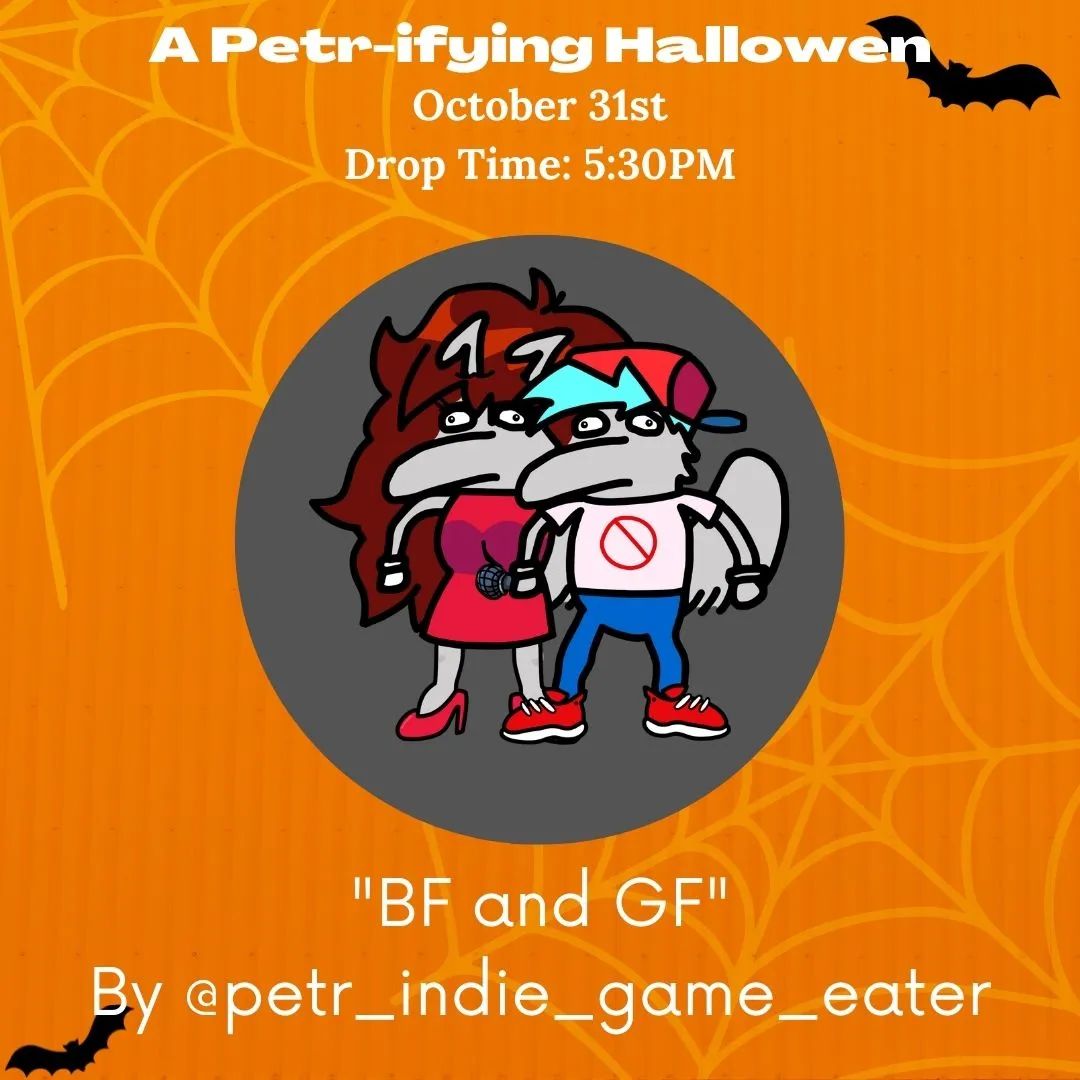 A Petr-ifying Hallowen
October 31st
Drop Time: 5:30PM
"BF and GF"
By @petr_indie_game_eater